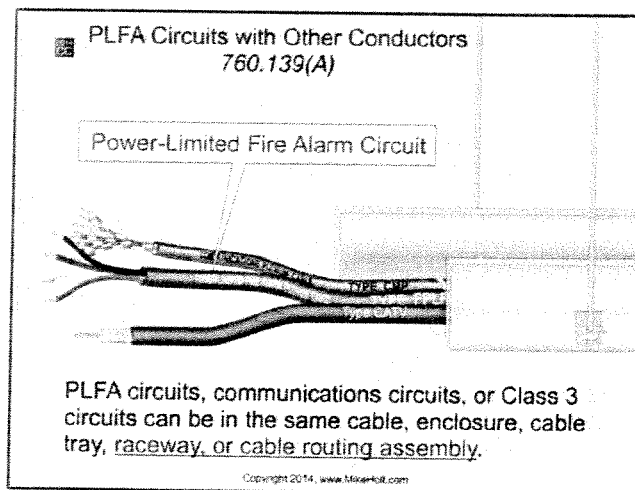 PLFA Circuits with Other Conductors
760.139(A)
Power-Limited Fire Alarm Circuit
TYPE CMP
PLFA circuits, communications circuits, or Class 3
circuits can be in the same cable, enclosure, cable
tray, raceway, or cable routing assembly.
Copyright 2014, www.MikeHolt.com